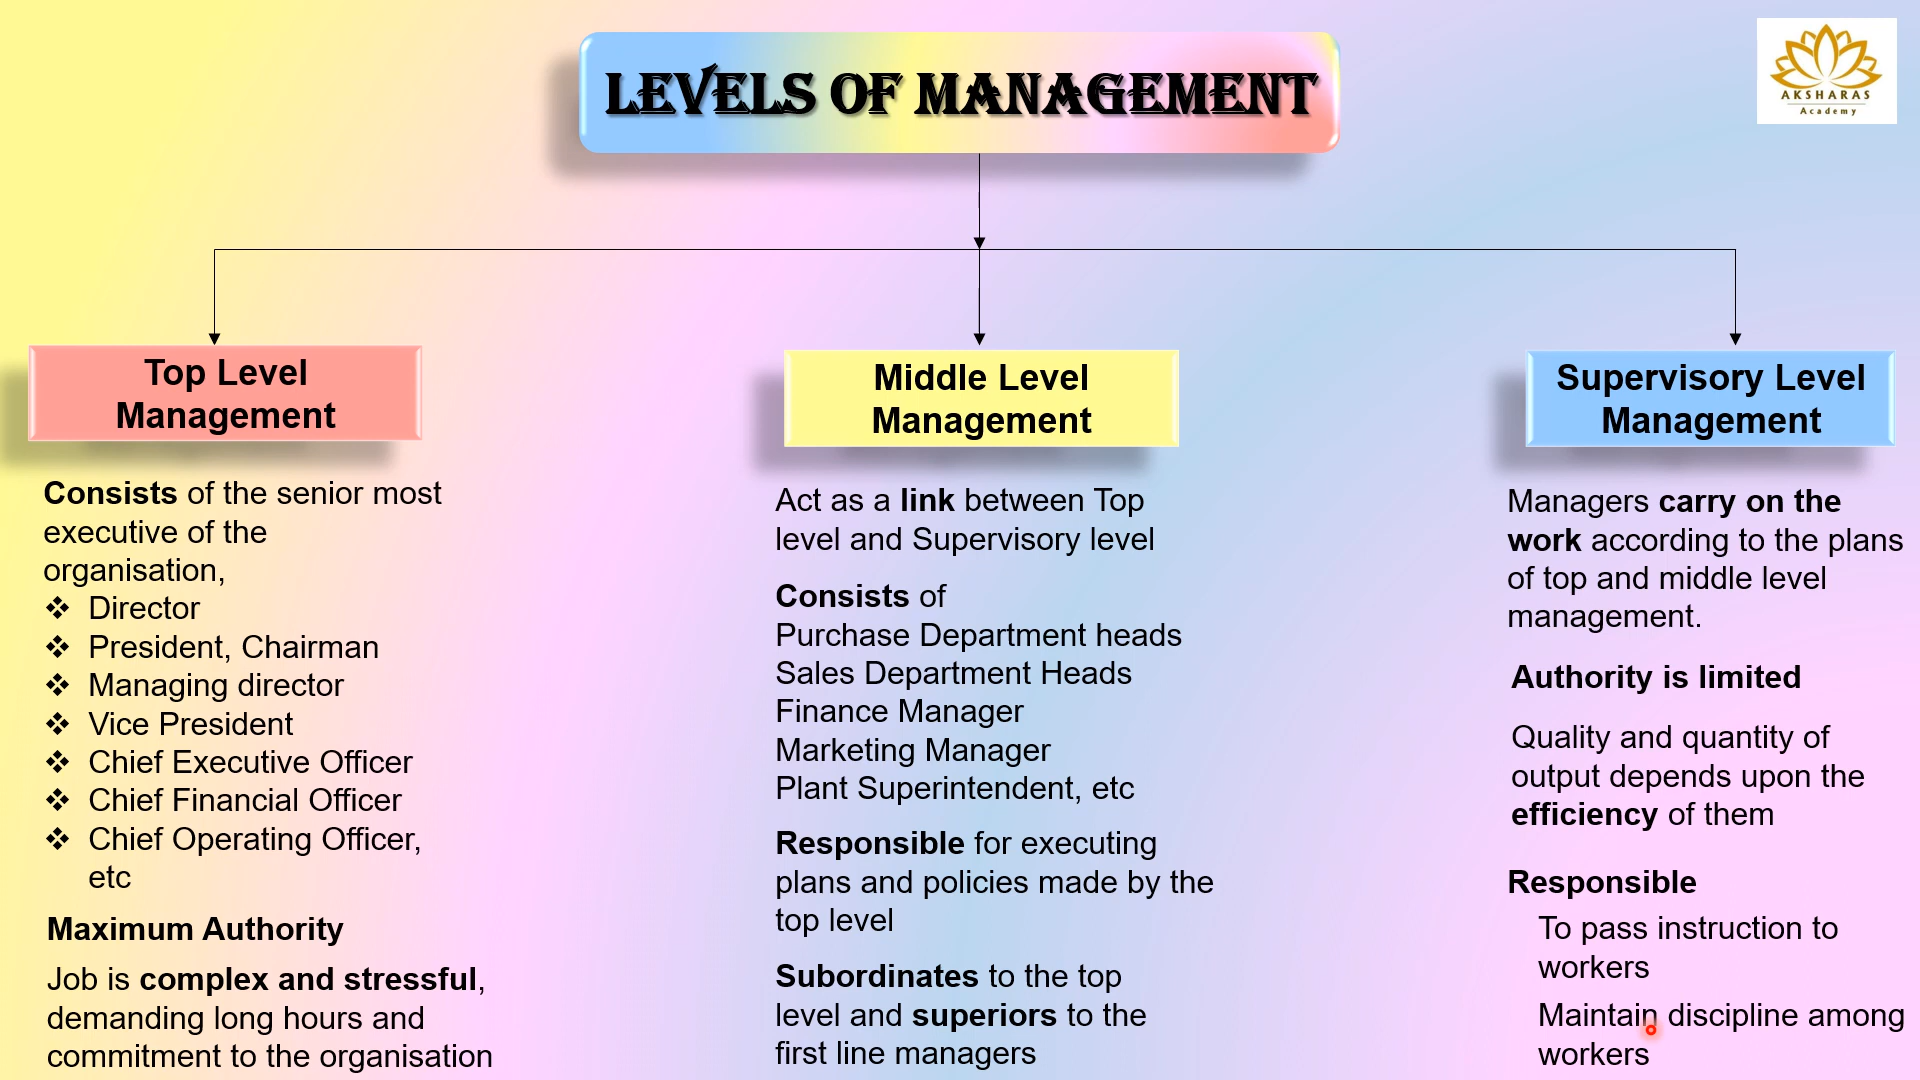 LEVELS OF MANAGEMENT
AKSHARAS
Academy
Top Level
Management
Consists of the senior most
executive of the
organisation,
❖ Director
❖ President, Chairman
❖ Managing director
❖ Vice President
❖ Chief Executive Officer
❖ Chief Financial Officer
❖ Chief Operating Officer,
etc
Maximum Authority
Job is complex and stressful,
demanding long hours and
commitment to the organisation
Middle Level
Management
Act as a link between Top
level and Supervisory level
Consists of
Purchase Department heads
Sales Department Heads
Finance Manager
Marketing Manager
Plant Superintendent, etc
Responsible for executing
plans and policies made by the
top level
Subordinates to the top
level and superiors to the
first line managers
Supervisory Level
Management
Managers carry on the
work according to the plans
of top and middle level
management.
Authority is limited
Quality and quantity of
output depends upon the
efficiency of them
Responsible
To pass instruction to
workers
Maintain discipline among
workers